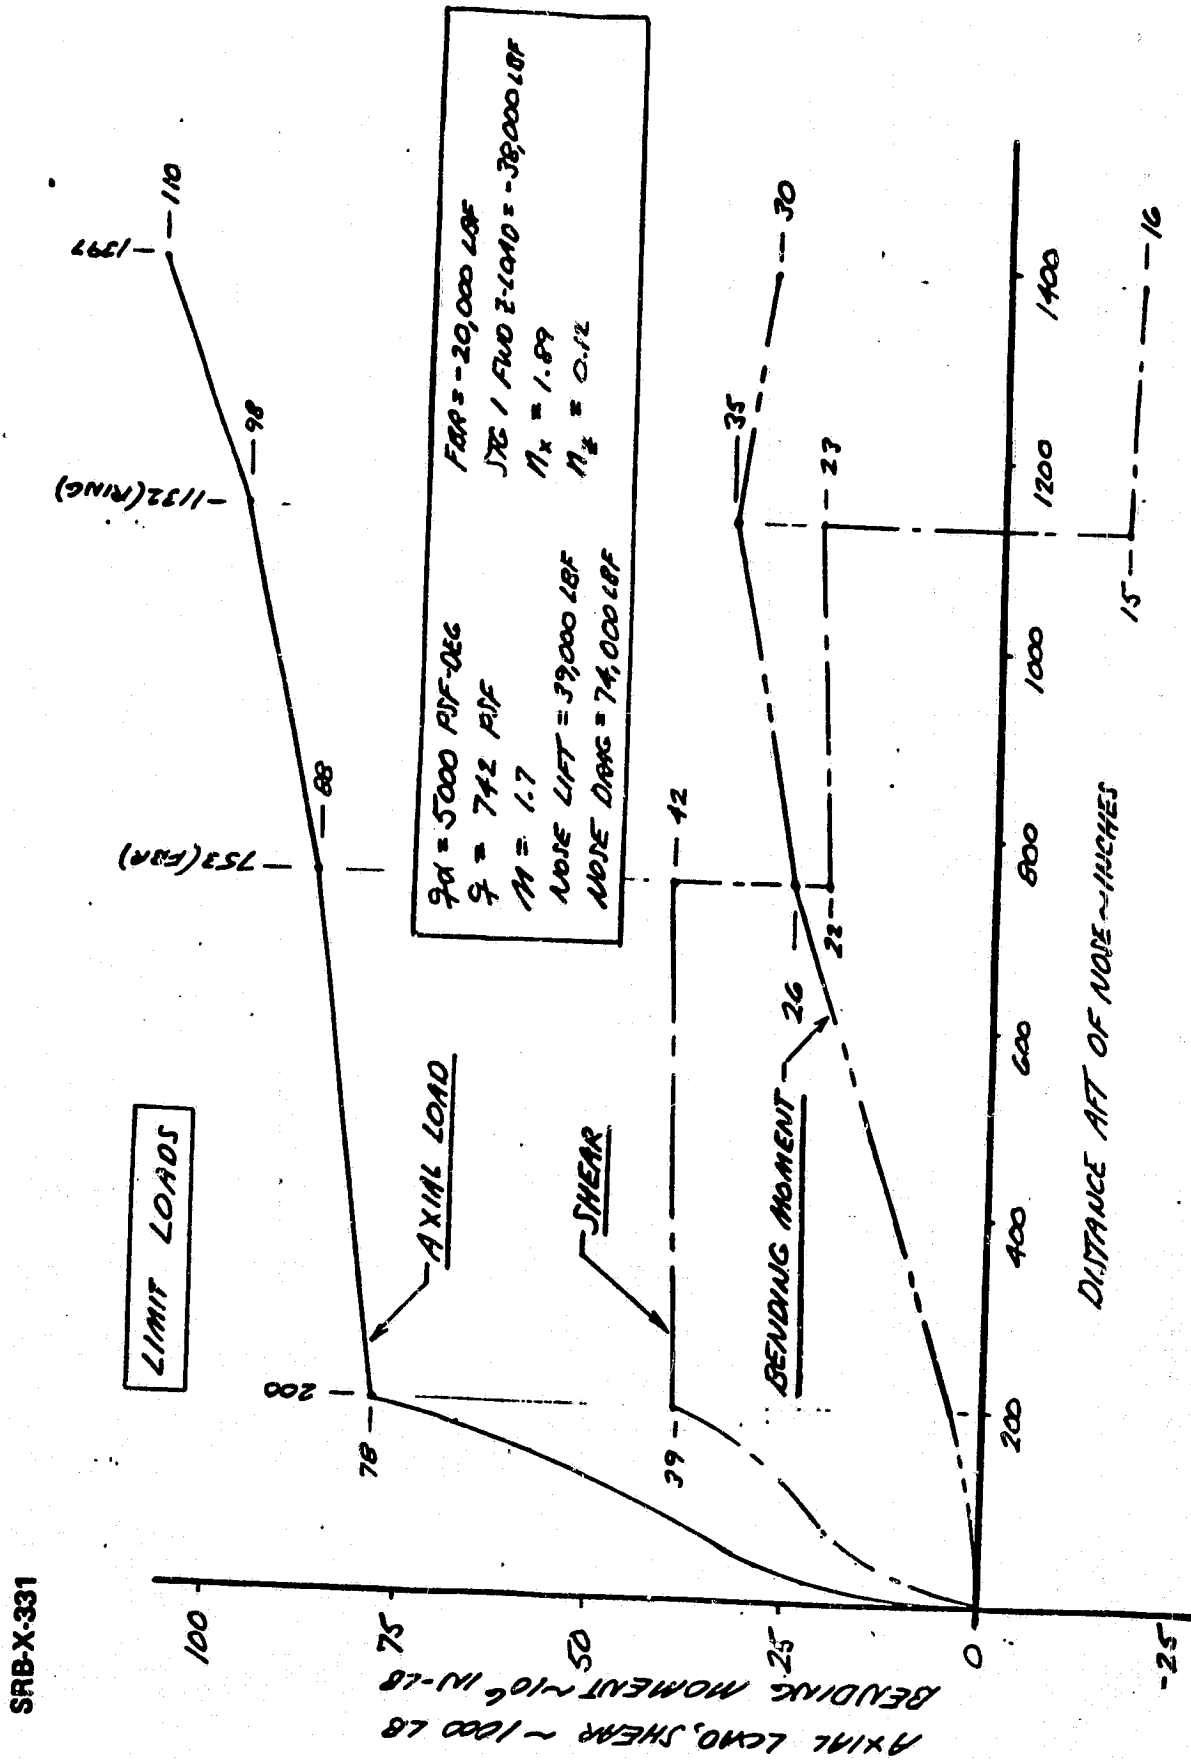 SRB-X-331
LIMIT LOADS
AXIAL LOAD, SHEAR ~ 1000 LB
BENDING MOMENT ~ 10⁶ IN-LB
100
75
50
25
0
-25
200
753 (FBR)
1132 (RING)
1397
78
88
98
110
AXIAL LOAD
qα = 5000 PSF-DEG
q = 742 PSF
M = 1.7
NOSE LIFT = 39,000 LBF
NOSE DRAG = 74,000 LBF
FBR = -20,000 LBF
STG 1 FWD Z-LOAD = -38,000 LBF
nx = 1.89
nz = 0.12
SHEAR
39
42
22
23
15
16
BENDING MOMENT
26
35
30
200
400
600
800
1000
1200
1400
DISTANCE AFT OF NOSE ~ INCHES